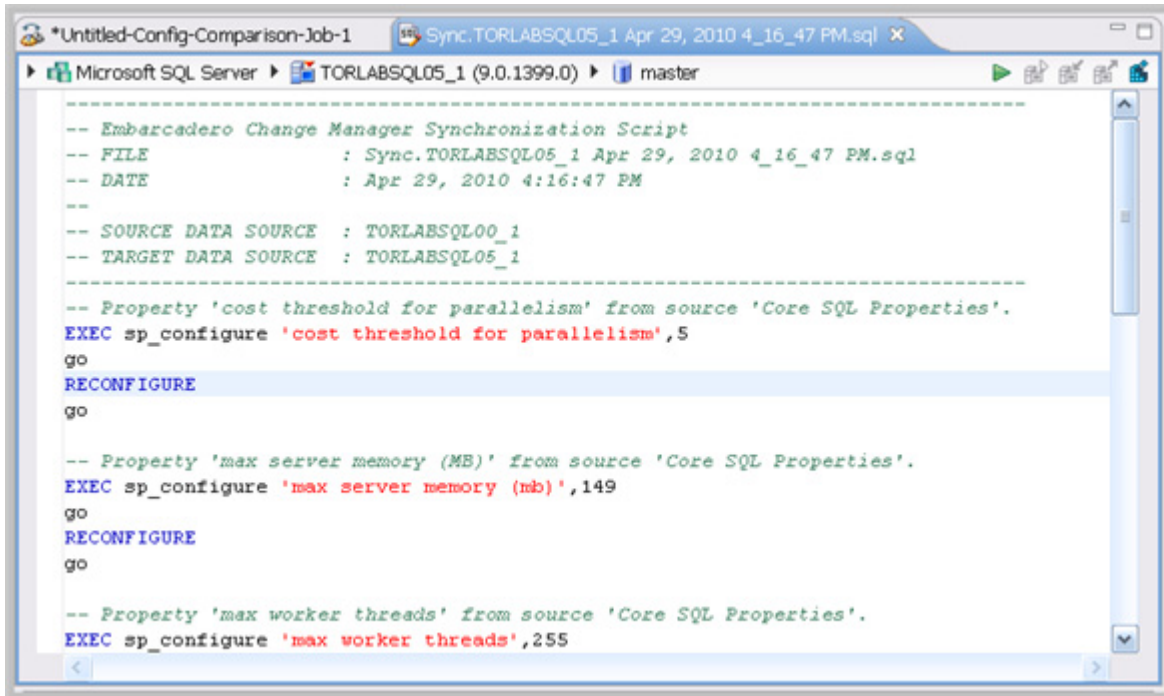 *Untitled-Config-Comparison-Job-1 Sync.TORLABSQL05_1 Apr 29, 2010 4_16_47 PM.sql
Microsoft SQL Server TORLABSQL05_1 (9.0.1399.0) master
--------------------------------------------------------------------------------
-- Embarcadero Change Manager Synchronization Script
-- FILE : Sync.TORLABSQL05_1 Apr 29, 2010 4_16_47 PM.sql
-- DATE : Apr 29, 2010 4:16:47 PM
--
-- SOURCE DATA SOURCE : TORLABSQL00_1
-- TARGET DATA SOURCE : TORLABSQL05_1
--------------------------------------------------------------------------------
-- Property 'cost threshold for parallelism' from source 'Core SQL Properties'.
EXEC sp_configure 'cost threshold for parallelism',5
go
RECONFIGURE
go
-- Property 'max server memory (MB)' from source 'Core SQL Properties'.
EXEC sp_configure 'max server memory (mb)',149
go
RECONFIGURE
go
-- Property 'max worker threads' from source 'Core SQL Properties'.
EXEC sp_configure 'max worker threads',255